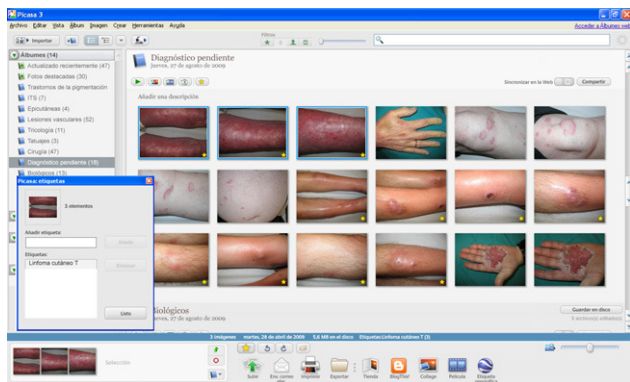 Picasa 3
Archivo Editar Vista Álbum Imagen Crear Herramientas Ayuda
Acceder a Álbumes web
Importar
Filtros
Álbumes (14)
Actualizado recientemente (47)
Fotos destacadas (30)
Trastornos de la pigmentación
ITS (7)
Epicutáneas (4)
Lesiones vasculares (52)
Tricología (11)
Tatuajes (3)
Cirugía (47)
Diagnóstico pendiente (18)
Biológicos (13)
Diagnóstico pendiente
jueves, 27 de agosto de 2009
Sincronizar en la Web
Compartir
Añadir una descripción
Picasa: etiquetas
3 elementos
Añadir etiqueta:
Añadir
Etiquetas:
Linfoma cutáneo T
Eliminar
Listo
Biológicos
jueves, 27 de agosto de 2009
Guardar en disco
3 imágenes martes, 28 de abril de 2009 5,6 MB en el disco Etiquetas:Linfoma cutáneo T (3)
Selección
Subir
Env. correo
Imprimir
Exportar
Tienda
BlogThis!
Collage
Película
Etiqueta